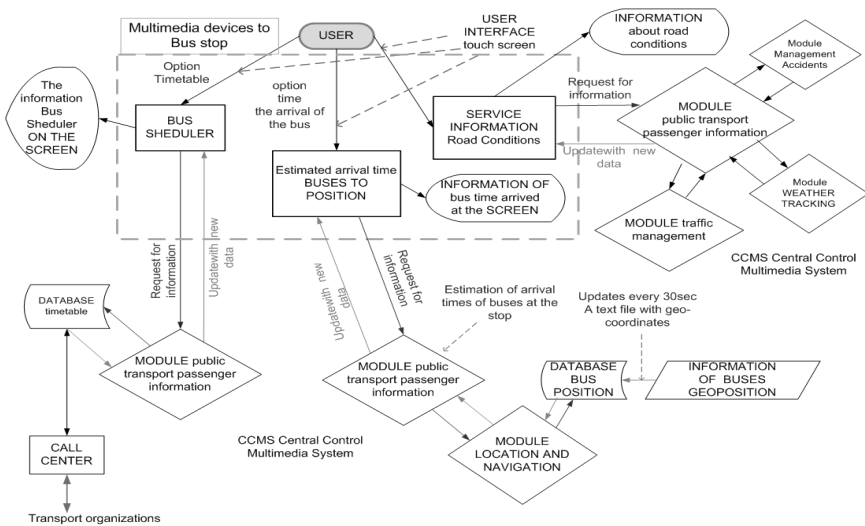 Multimedia devices to
Bus stop
USER
USER
INTERFACE
touch screen
INFORMATION
about road
conditions
Module
Management
Accidents
Option
Timetable
option
time
the arrival of
the bus
Request for
information
The
information
Bus
Sheduler
ON THE
SCREEN
BUS
SHEDULER
SERVICE
INFORMATION
Road Conditions
MODULE
public transport
passenger
information
Updatewith new
data
Estimated arrival time
BUSES TO
POSITION
INFORMATION OF
bus time arrived
at the SCREEN
Module
WEATHER
TRACKING
MODULE traffic
management
CCMS Central Control
Multimedia System
Request for
information
Updatewith new
data
Updatewith new
data
Request for
information
Estimation of arrival
times of buses at the
stop
Updates every 30sec
A text file with geo-
coordinates
DATABASE
timetable
MODULE public
transport passenger
information
MODULE public
transport passenger
information
DATABASE
BUS
POSITION
INFORMATION
OF BUSES
GEOPOSITION
CCMS Central Control
Multimedia System
MODULE
LOCATION AND
NAVIGATION
CALL
CENTER
Transport organizations